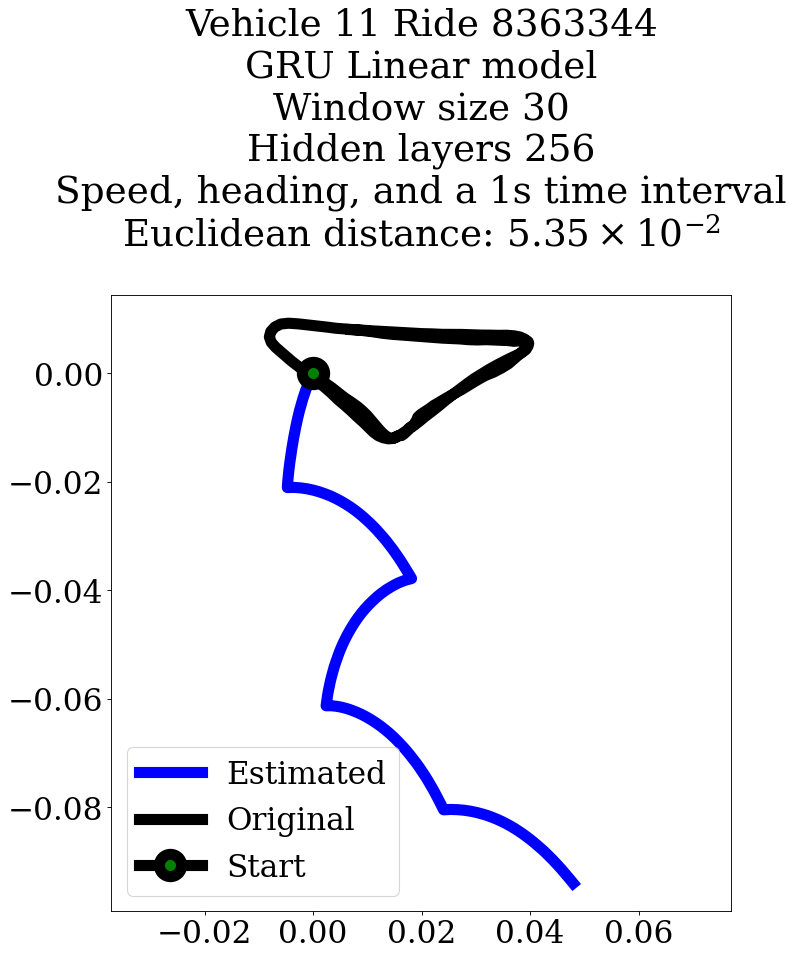 Vehicle 11 Ride 8363344
GRU Linear model
Window size 30
Hidden layers 256
Speed, heading, and a 1s time interval
Euclidean distance: 5.35 × 10⁻²
0.00
−0.02
−0.04
−0.06
−0.08
Estimated
Original
Start
−0.02 0.00 0.02 0.04 0.06